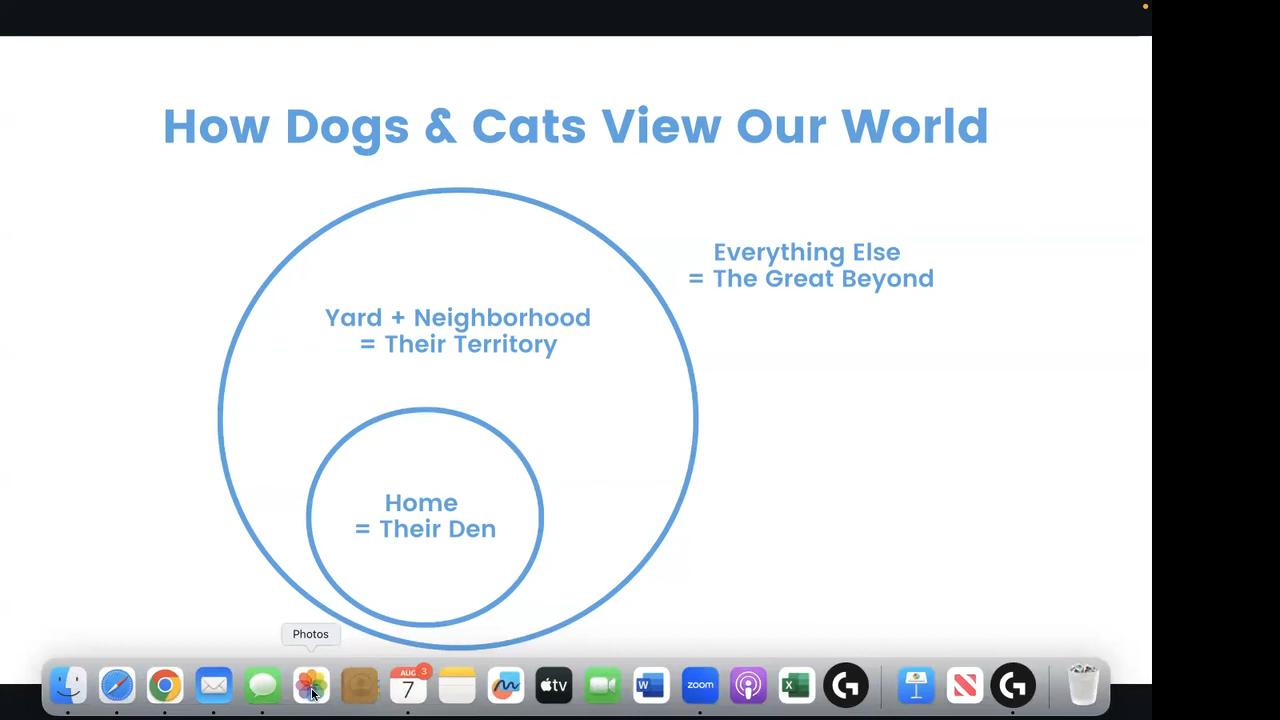 How Dogs & Cats View Our World
Everything Else
= The Great Beyond
Yard + Neighborhood
= Their Territory
Home
= Their Den
Photos
AUG
3
7
tv
W
zoom
X